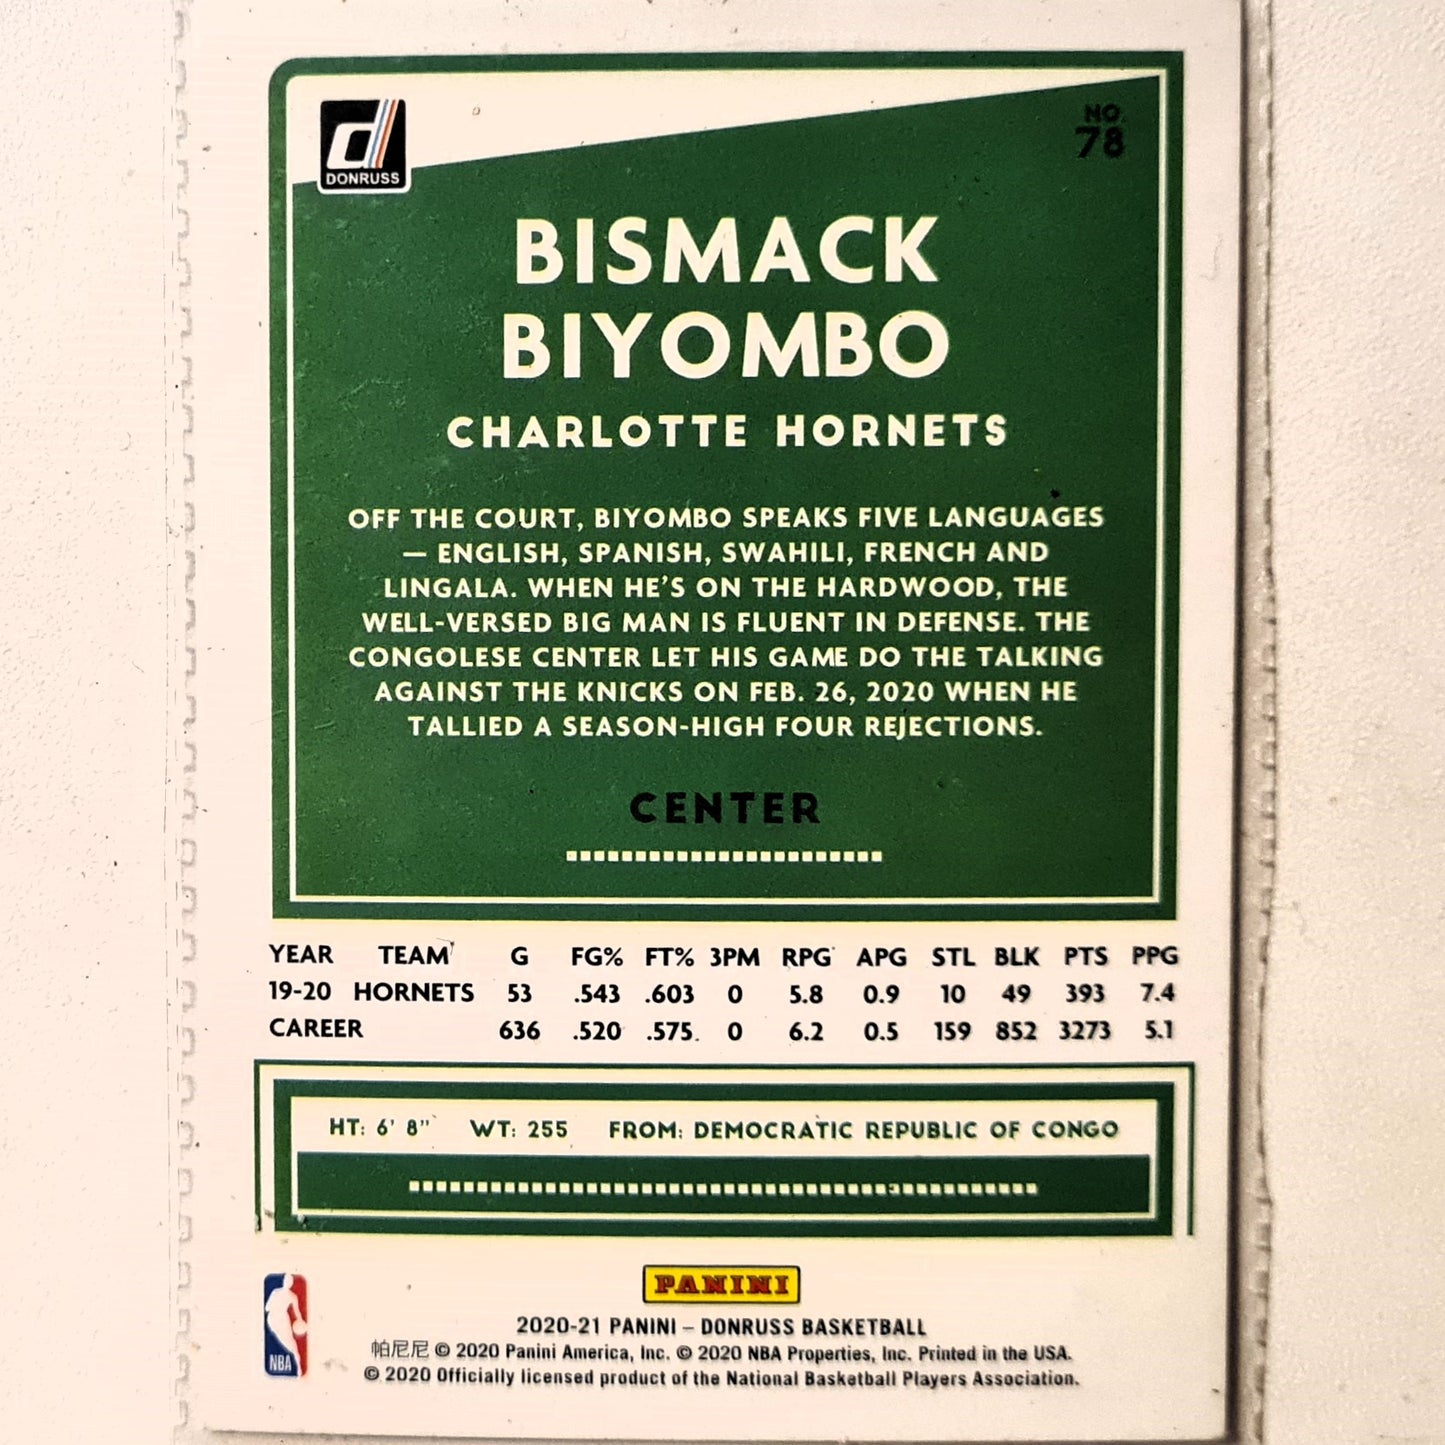 DONRUSS
NO.
78
BISMACK
BIYOMBO
CHARLOTTE HORNETS
OFF THE COURT, BIYOMBO SPEAKS FIVE LANGUAGES
— ENGLISH, SPANISH, SWAHILI, FRENCH AND
LINGALA. WHEN HE'S ON THE HARDWOOD, THE
WELL-VERSED BIG MAN IS FLUENT IN DEFENSE. THE
CONGOLESE CENTER LET HIS GAME DO THE TALKING
AGAINST THE KNICKS ON FEB. 26, 2020 WHEN HE
TALLIED A SEASON-HIGH FOUR REJECTIONS.
CENTER
YEAR TEAM G FG% FT% 3PM RPG APG STL BLK PTS PPG
19-20 HORNETS 53 .543 .603 0 5.8 0.9 10 49 393 7.4
CAREER 636 .520 .575 0 6.2 0.5 159 852 3273 5.1
HT: 6' 8" WT: 255 FROM: DEMOCRATIC REPUBLIC OF CONGO
NBA
PANINI
2020-21 PANINI – DONRUSS BASKETBALL
帕尼尼 © 2020 Panini America, Inc. © 2020 NBA Properties, Inc. Printed in the USA.
© 2020 Officially licensed product of the National Basketball Players Association.